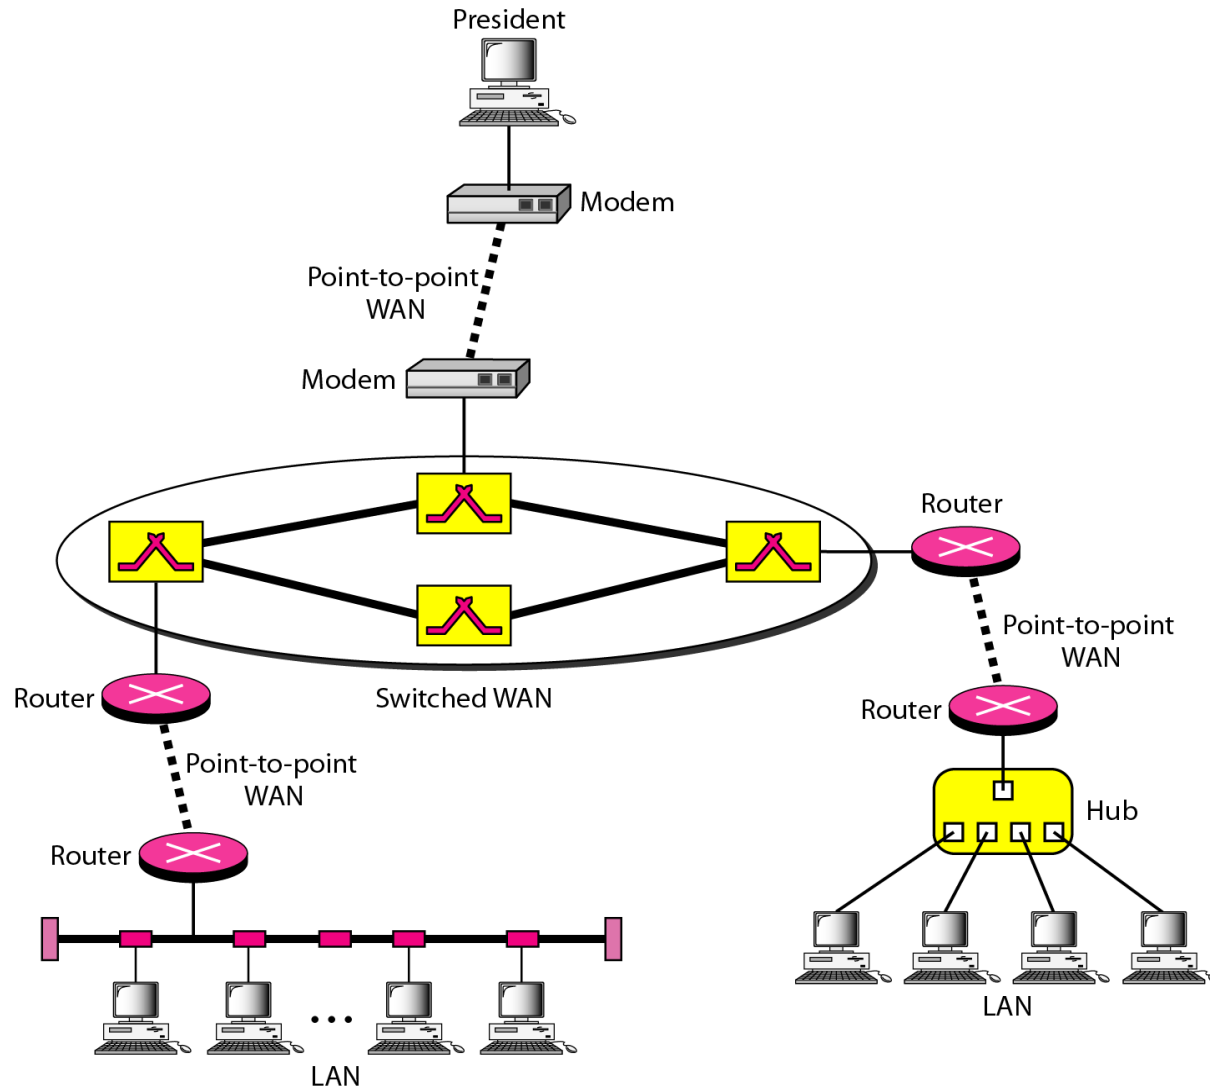 President
Modem
Point-to-point
WAN
Modem
Router
Point-to-point
WAN
Router
Switched WAN
Router
Point-to-point
WAN
Hub
Router
LAN
LAN